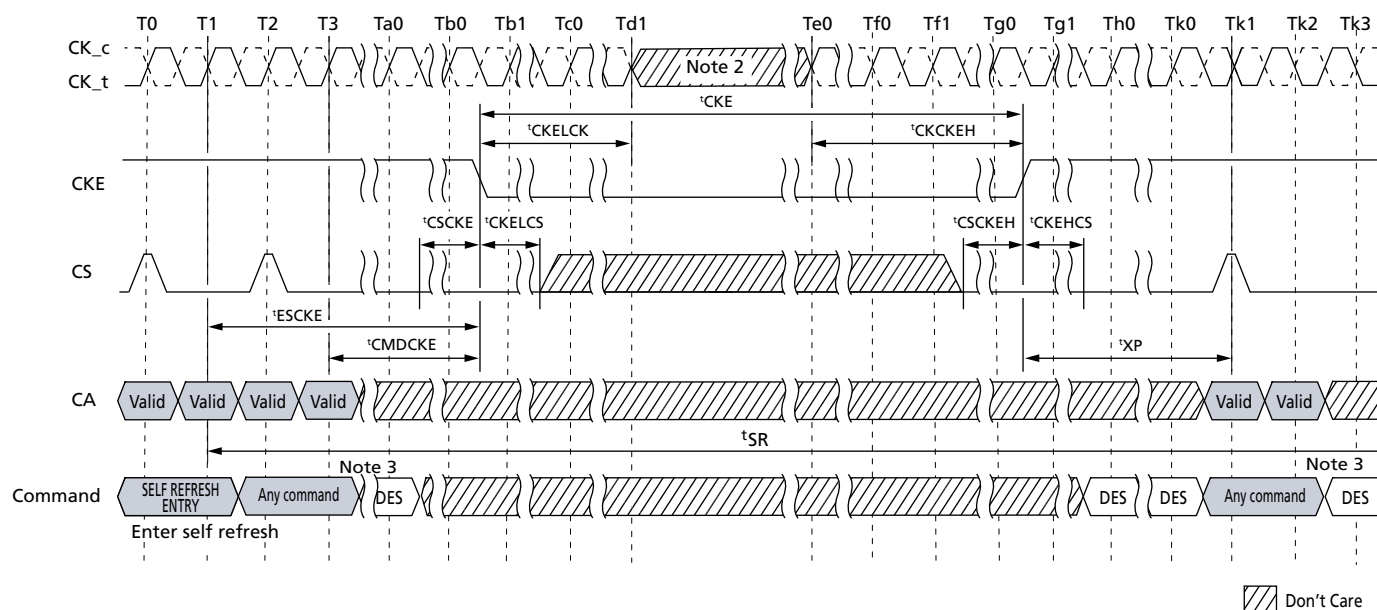 T0 T1 T2 T3 Ta0 Tb0 Tb1 Tc0 Td1 Te0 Tf0 Tf1 Tg0 Tg1 Th0 Tk0 Tk1 Tk2 Tk3
CK_c
CK_t
Note 2
tCKE
tCKELCK tCKCKEH
CKE
tCSCKE tCKELCS tCSCKEH tCKEHCS
CS
tESCKE
tCMDCKE tXP
CA Valid Valid Valid Valid Valid Valid
tSR
Note 3 Note 3
Command SELF REFRESH ENTRY Any command DES DES DES Any command DES
Enter self refresh
Don't Care